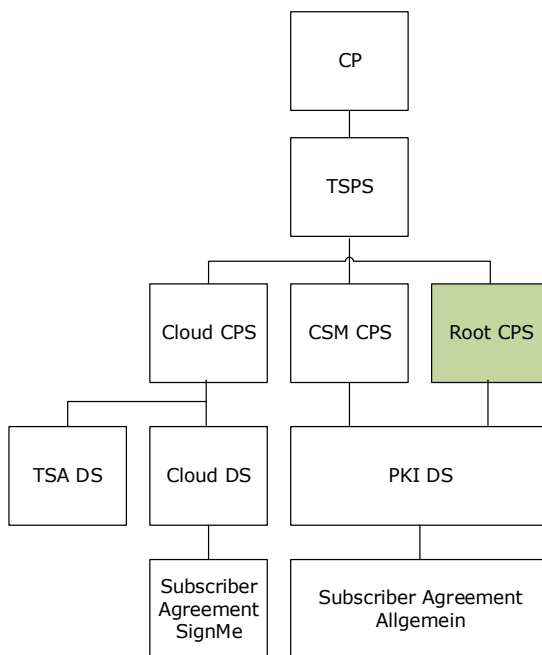 CP
TSPS
Cloud CPS
CSM CPS
Root CPS
TSA DS
Cloud DS
PKI DS
Subscriber
Agreement
SignMe
Subscriber Agreement
Allgemein